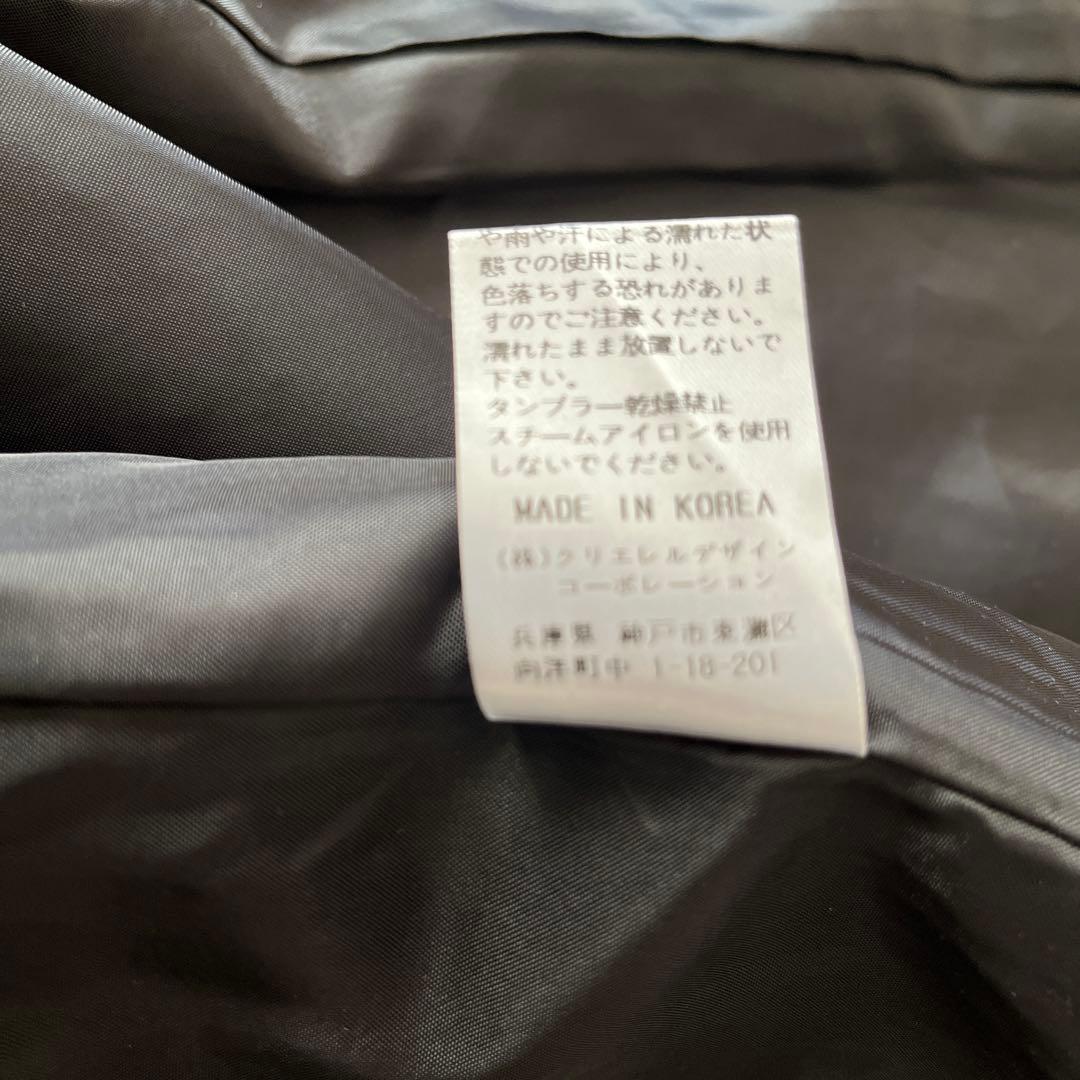 や雨や汗による濡れた状
態での使用により、
色落ちする恐れがありま
すのでご注意ください。
濡れたまま放置しないで
下さい。
タンブラー乾燥禁止
スチームアイロンを使用
しないでください。
MADE IN KOREA
(株)クリエレルデザイン
コーポレーション
兵庫県 神戸市東灘区
向洋町中 1-18-201